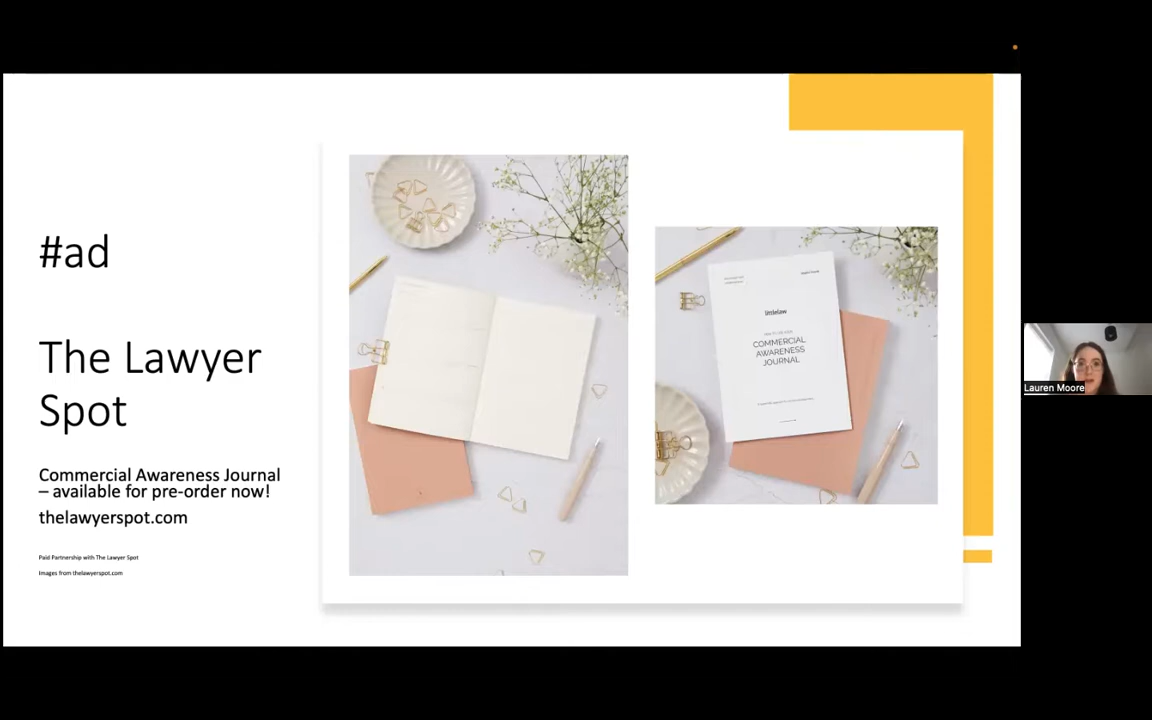 #ad
The Lawyer
Spot
Commercial Awareness Journal
– available for pre-order now!
thelawyerspot.com
Paid Partnership with The Lawyer Spot
Images from thelawyerspot.com
littlelaw
COMMERCIAL
AWARENESS
JOURNAL
Lauren Moore